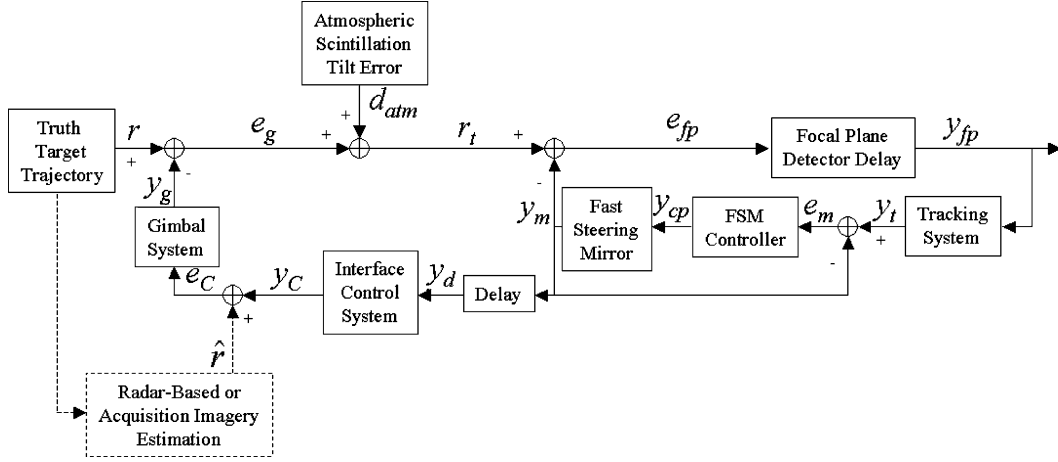 Atmospheric
Scintillation
Tilt Error
+
d_atm
Truth
Target
Trajectory
r
+
-
e_g
+
r_t
+
-
e_fp
Focal Plane
Detector Delay
y_fp
y_g
Gimbal
System
y_m
Fast
Steering
Mirror
y_cp
FSM
Controller
e_m
y_t
+
-
Tracking
System
e_C
y_C
+
Interface
Control
System
y_d
Delay
r̂
Radar-Based or
Acquisition Imagery
Estimation